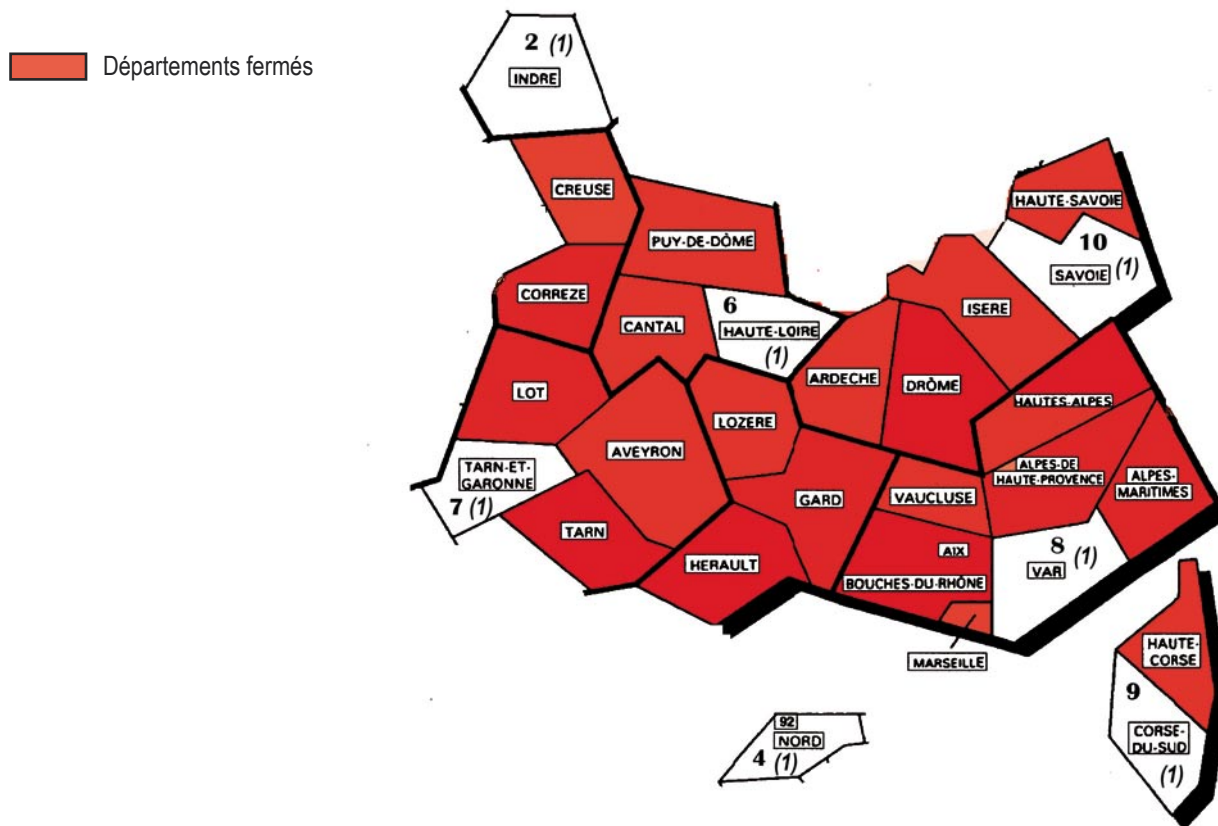 Départements fermés
2 (1)
INDRE
CREUSE
HAUTE-SAVOIE
PUY-DE-DÔME
10
SAVOIE (1)
CORREZE
6
ISERE
CANTAL
HAUTE-LOIRE
(1)
ARDECHE
DRÔME
LOT
HAUTES-ALPES
LOZERE
AVEYRON
TARN-ET-
GARONNE
7 (1)
ALPES-DE
HAUTE-PROVENCE
ALPES-
MARITIMES
GARD
VAUCLUSE
TARN
AIX
8 (1)
VAR
HERAULT
BOUCHES-DU-RHÔNE
MARSEILLE
HAUTE-
CORSE
9
CORSE-
DU-SUD
(1)
92
NORD
4 (1)